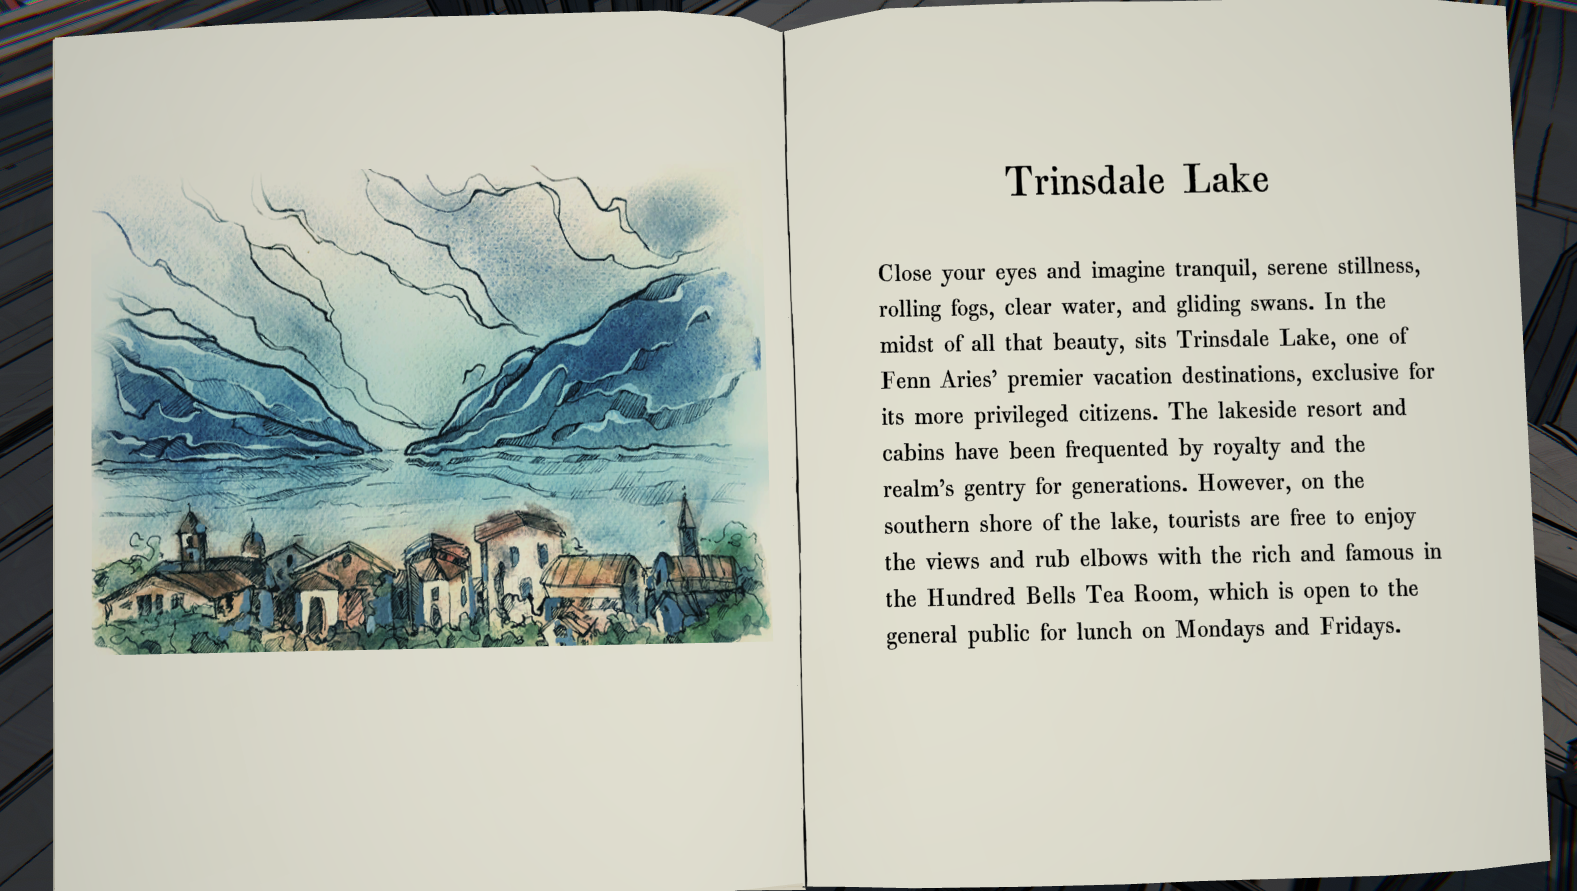 Trinsdale Lake
Close your eyes and imagine tranquil, serene stillness,
rolling fogs, clear water, and gliding swans. In the
midst of all that beauty, sits Trinsdale Lake, one of
Fenn Aries’ premier vacation destinations, exclusive for
its more privileged citizens. The lakeside resort and
cabins have been frequented by royalty and the
realm’s gentry for generations. However, on the
southern shore of the lake, tourists are free to enjoy
the views and rub elbows with the rich and famous in
the Hundred Bells Tea Room, which is open to the
general public for lunch on Mondays and Fridays.